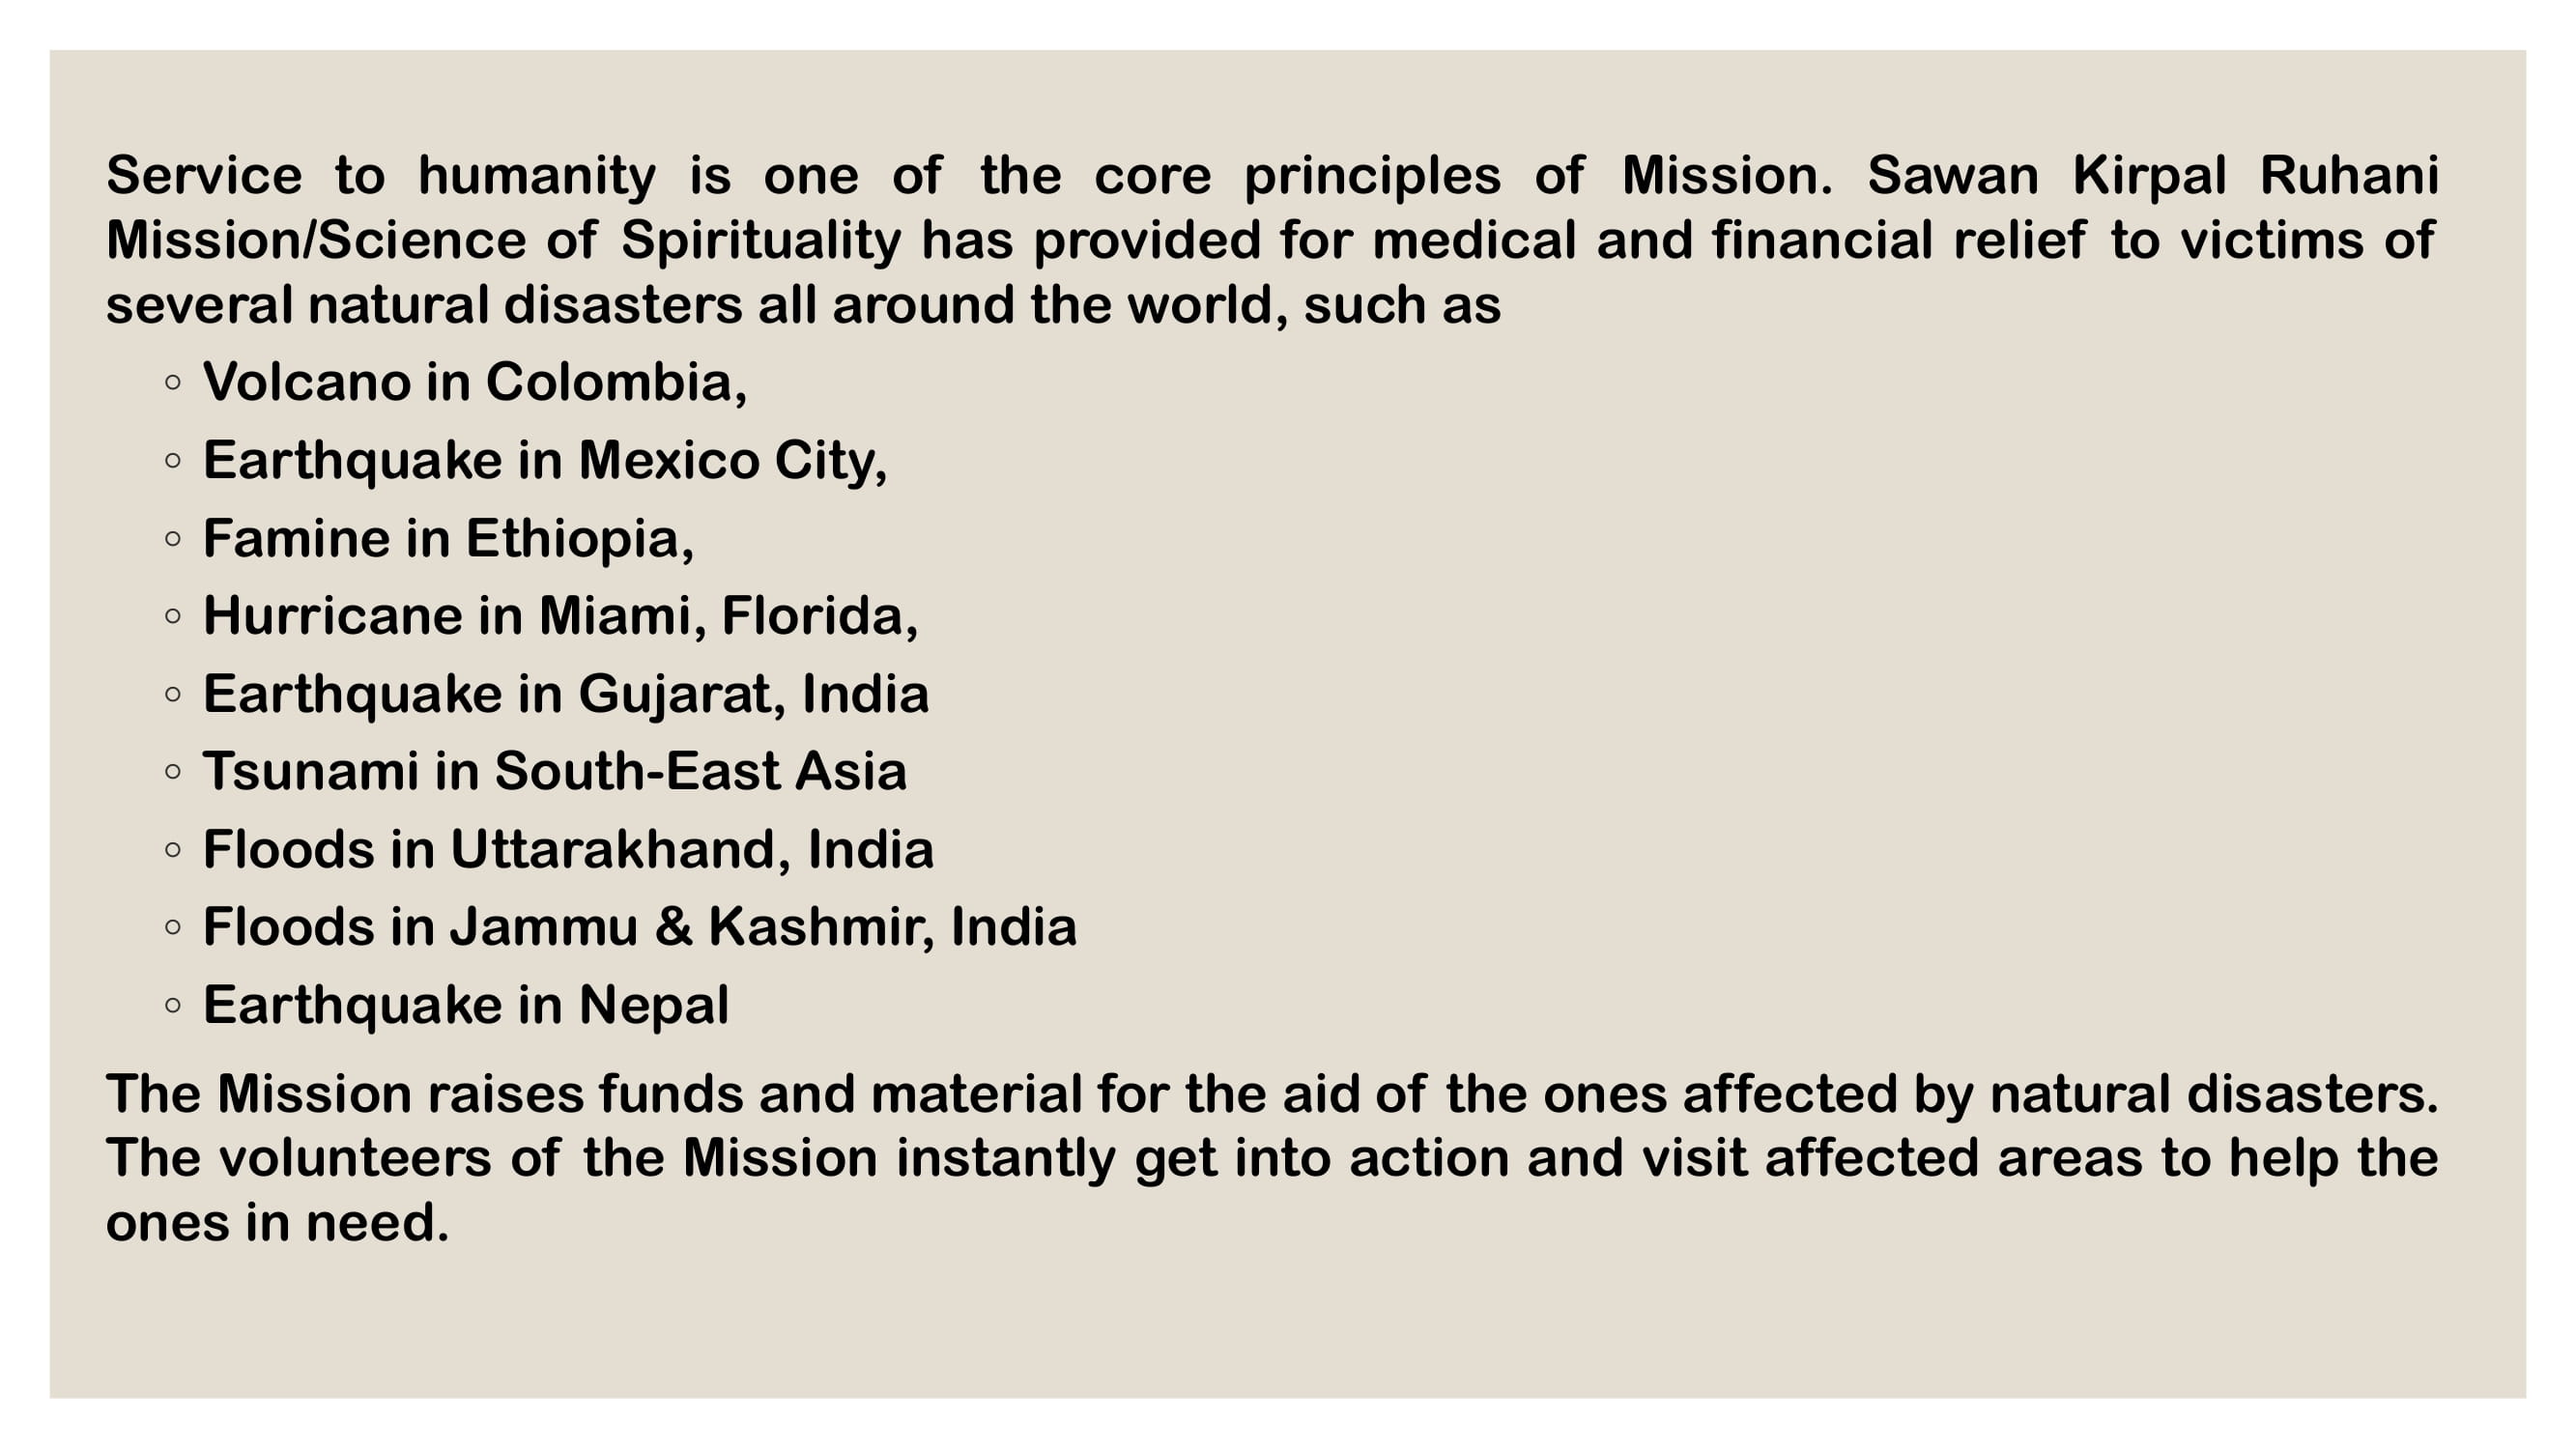 Service to humanity is one of the core principles of Mission. Sawan Kirpal Ruhani
Mission/Science of Spirituality has provided for medical and financial relief to victims of
several natural disasters all around the world, such as
◦ Volcano in Colombia,
◦ Earthquake in Mexico City,
◦ Famine in Ethiopia,
◦ Hurricane in Miami, Florida,
◦ Earthquake in Gujarat, India
◦ Tsunami in South-East Asia
◦ Floods in Uttarakhand, India
◦ Floods in Jammu & Kashmir, India
◦ Earthquake in Nepal
The Mission raises funds and material for the aid of the ones affected by natural disasters.
The volunteers of the Mission instantly get into action and visit affected areas to help the
ones in need.